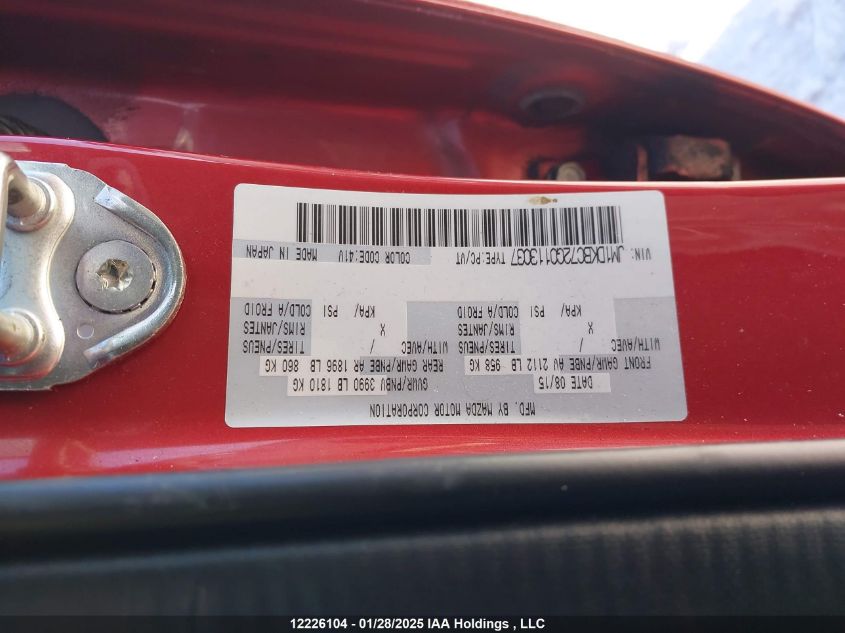 MFD. BY MAZDA MOTOR CORPORATION
DATE 08/15 GVWR/PNBV 3990 LB 1810 KG
FRONT GAWR/PNBE AV 2112 LB 958 KG REAR GAWR/PNBE AR 1896 LB 860 KG
WITH/AVEC / TIRES/PNEUS WITH/AVEC / TIRES/PNEUS
X RIMS/JANTES X RIMS/JANTES
KPA/ PSI COLD/A FROID KPA/ PSI COLD/A FROID
VIN: JM1DKBC72G0113037 TYPE:PC/VT COLOR CODE:41V MADE IN JAPAN
12226104 - 01/28/2025 IAA Holdings , LLC